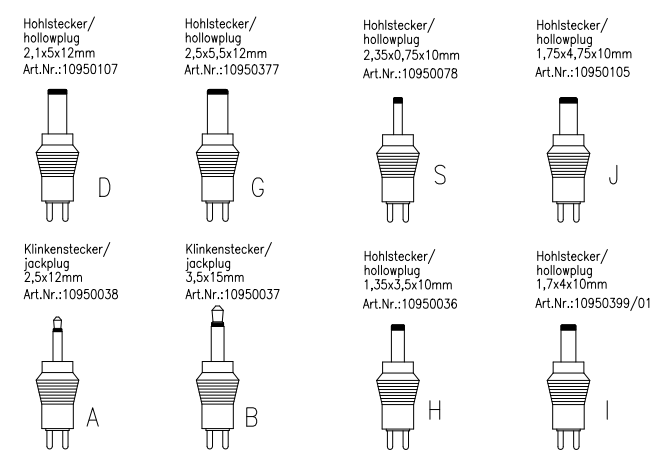 Hohlstecker/
hollowplug
2,1x5x12mm
Art.Nr.:10950107
D
Hohlstecker/
hollowplug
2,5x5,5x12mm
Art.Nr.:10950377
G
Hohlstecker/
hollowplug
2,35x0,75x10mm
Art.Nr.:10950078
S
Hohlstecker/
hollowplug
1,75x4,75x10mm
Art.Nr.:10950105
J
Klinkenstecker/
jackplug
2,5x12mm
Art.Nr.:10950038
A
Klinkenstecker/
jackplug
3,5x15mm
Art.Nr.:10950037
B
Hohlstecker/
hollowplug
1,35x3,5x10mm
Art.Nr.:10950036
H
Hohlstecker/
hollowplug
1,7x4x10mm
Art.Nr.:10950399/01
I